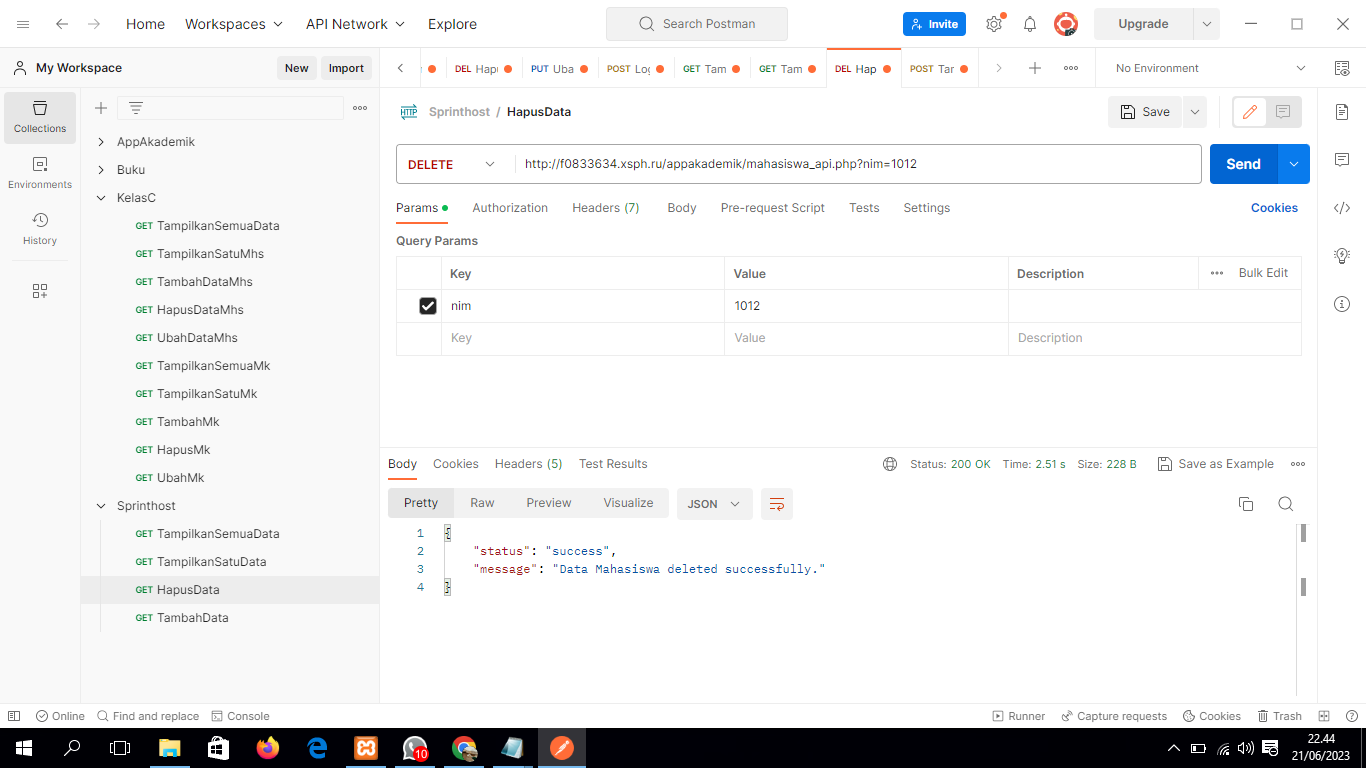 Home Workspaces API Network Explore Search Postman Invite Upgrade
My Workspace New Import DEL Hap PUT Uba POST Log GET Tam GET Tam DEL Hap POST Tar No Environment
Collections
Environments
History
AppAkademik
Buku
KelasC
GET TampilkanSemuaData
GET TampilkanSatuMhs
GET TambahDataMhs
GET HapusDataMhs
GET UbahDataMhs
GET TampilkanSemuaMk
GET TampilkanSatuMk
GET TambahMk
GET HapusMk
GET UbahMk
Sprinthost
GET TampilkanSemuaData
GET TampilkanSatuData
GET HapusData
GET TambahData
HTTP Sprinthost / HapusData Save
DELETE http://f0833634.xsph.ru/appakademik/mahasiswa_api.php?nim=1012 Send
Params Authorization Headers (7) Body Pre-request Script Tests Settings Cookies
Query Params
Key Value Description Bulk Edit
nim 1012
Key Value Description
Body Cookies Headers (5) Test Results Status: 200 OK Time: 2.51 s Size: 228 B Save as Example
Pretty Raw Preview Visualize JSON
1 {
2 "status": "success",
3 "message": "Data Mahasiswa deleted successfully."
4 }
Online Find and replace Console Runner Capture requests Cookies Trash
10
22.44
21/06/2023